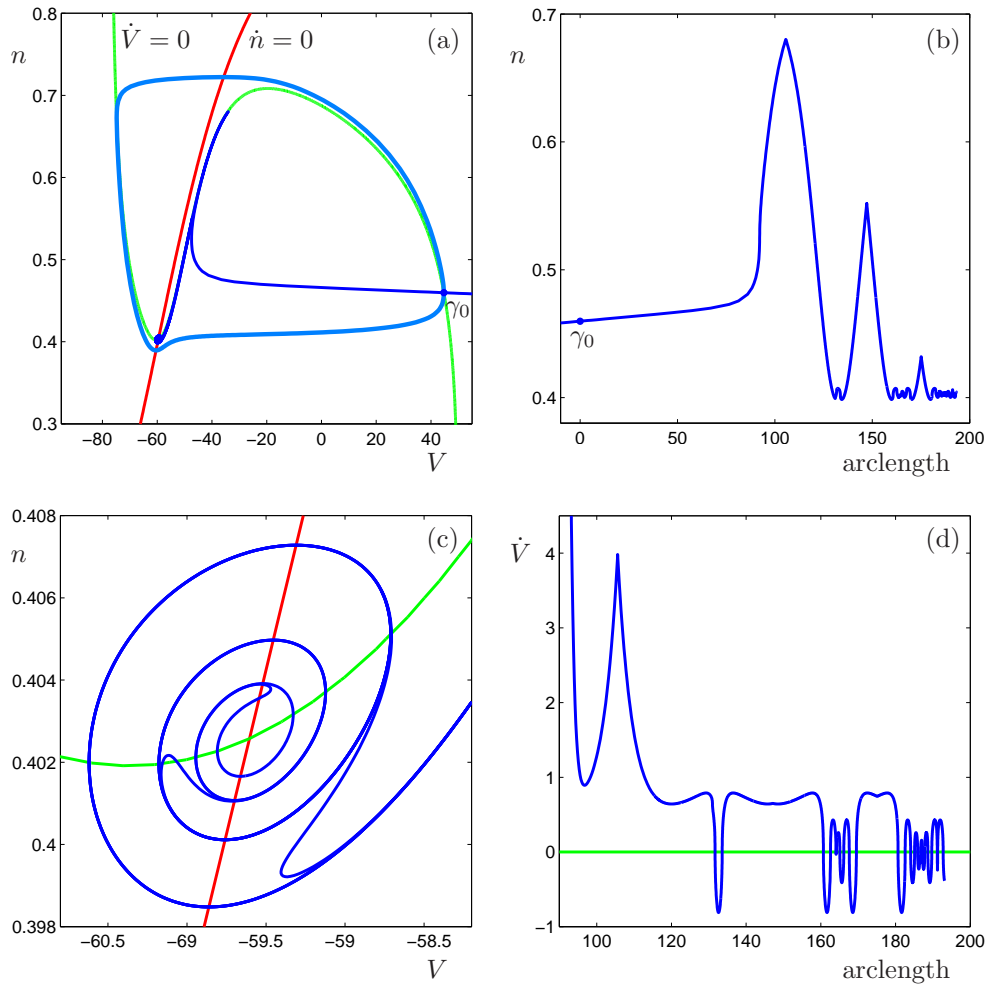 0.8
0.7
0.6
0.5
0.4
0.3
n
V̇ = 0
ṅ = 0
(a)
γ₀
−80 −60 −40 −20 0 20 40
V
0.7
0.6
0.5
0.4
n
(b)
γ₀
0 50 100 150 200
arclength
0.408
0.406
0.404
0.402
0.4
0.398
n
(c)
−60.5 −69 −59.5 −59 −58.5
V
4
3
2
1
0
−1
V̇
(d)
100 120 140 160 180 200
arclength